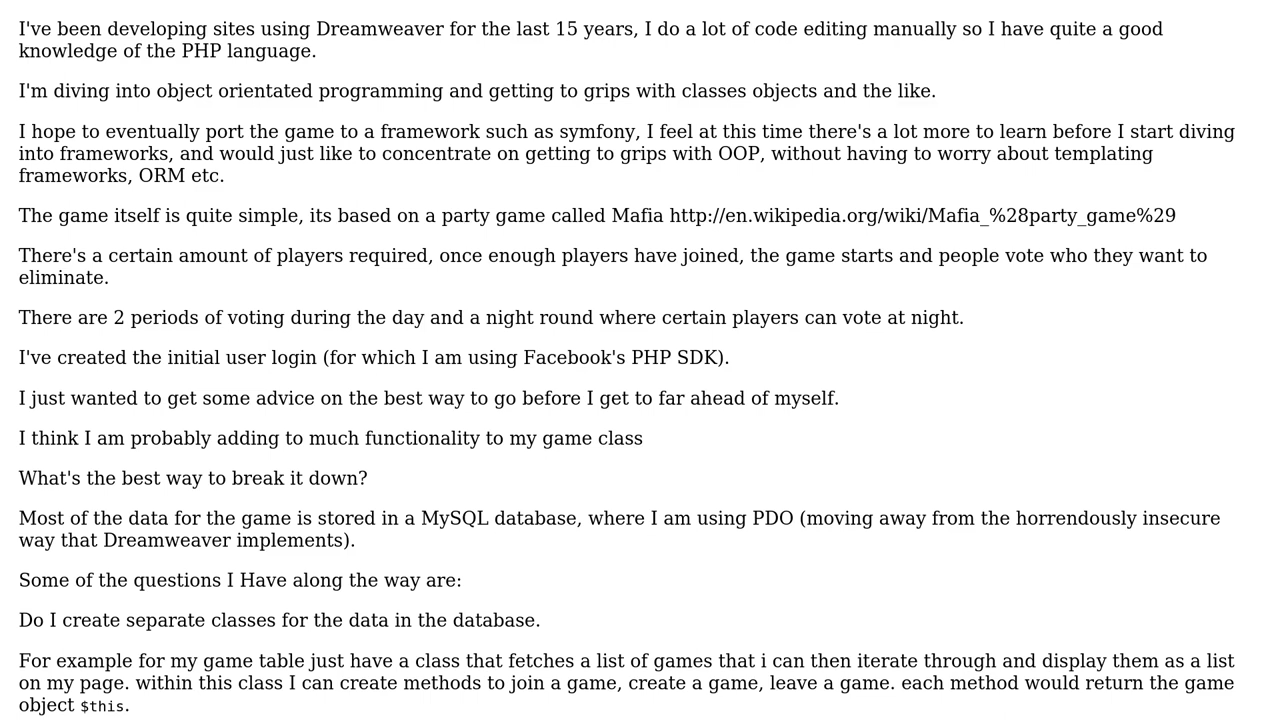 I've been developing sites using Dreamweaver for the last 15 years, I do a lot of code editing manually so I have quite a good
knowledge of the PHP language.
I'm diving into object orientated programming and getting to grips with classes objects and the like.
I hope to eventually port the game to a framework such as symfony, I feel at this time there's a lot more to learn before I start diving
into frameworks, and would just like to concentrate on getting to grips with OOP, without having to worry about templating
frameworks, ORM etc.
The game itself is quite simple, its based on a party game called Mafia http://en.wikipedia.org/wiki/Mafia_%28party_game%29
There's a certain amount of players required, once enough players have joined, the game starts and people vote who they want to
eliminate.
There are 2 periods of voting during the day and a night round where certain players can vote at night.
I've created the initial user login (for which I am using Facebook's PHP SDK).
I just wanted to get some advice on the best way to go before I get to far ahead of myself.
I think I am probably adding to much functionality to my game class
What's the best way to break it down?
Most of the data for the game is stored in a MySQL database, where I am using PDO (moving away from the horrendously insecure
way that Dreamweaver implements).
Some of the questions I Have along the way are:
Do I create separate classes for the data in the database.
For example for my game table just have a class that fetches a list of games that i can then iterate through and display them as a list
on my page. within this class I can create methods to join a game, create a game, leave a game. each method would return the game
object $this.